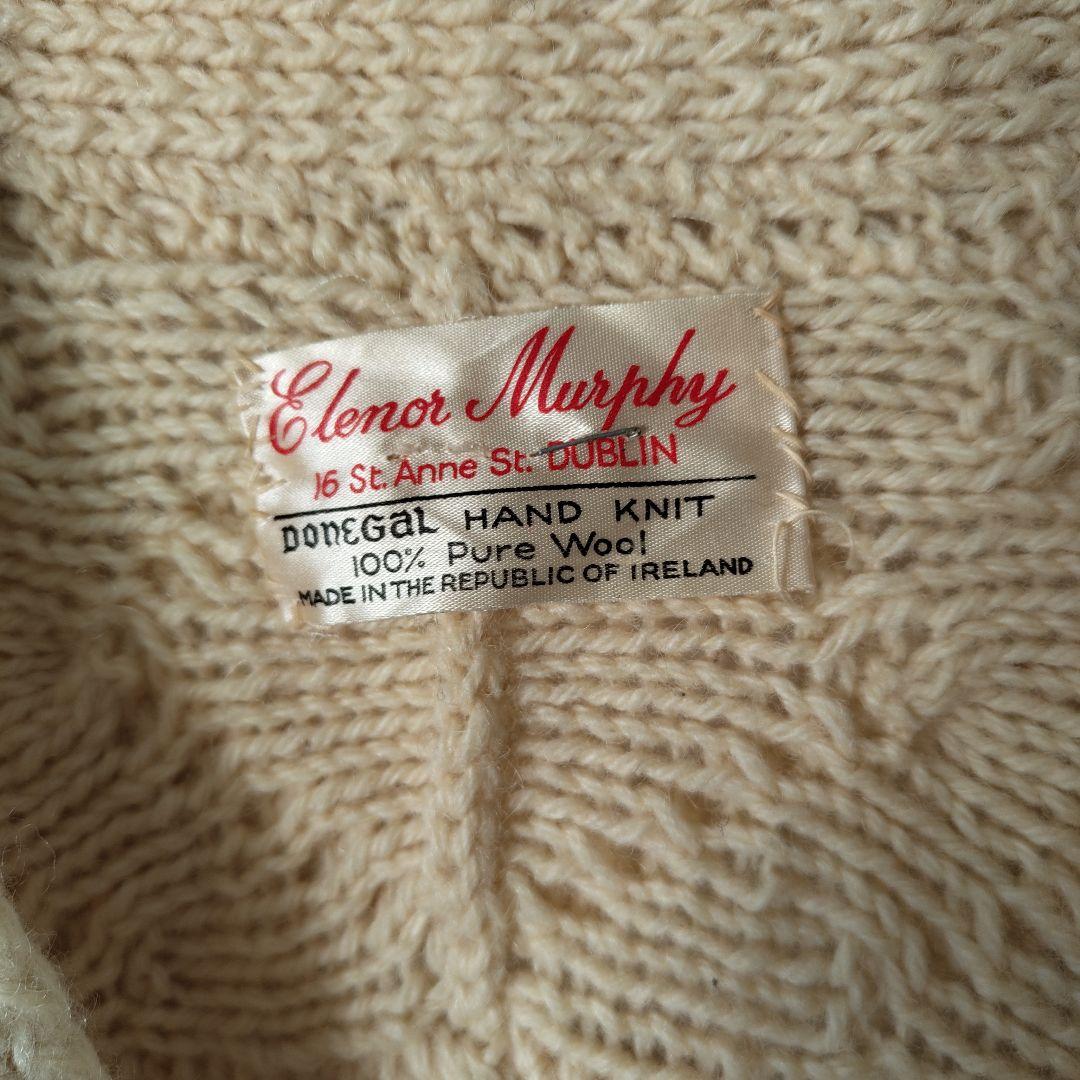 Elenor Murphy
16 St. Anne St. DUBLIN
DONEGAL HAND KNIT
100% Pure Wool
MADE IN THE REPUBLIC OF IRELAND